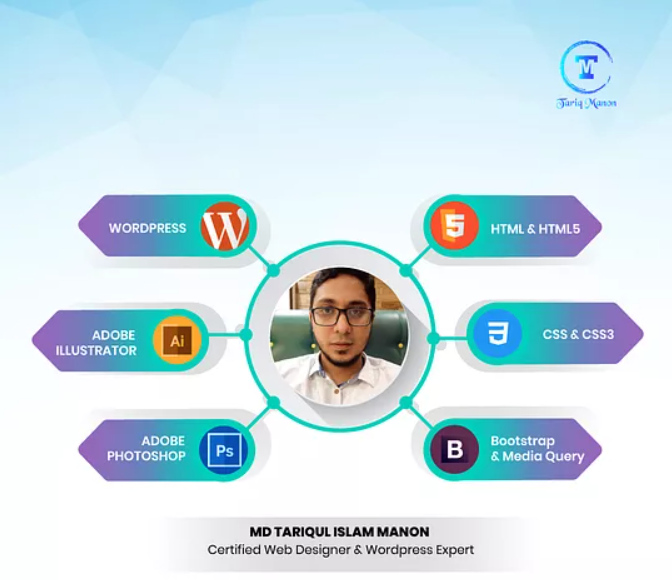 TM
Tariq Manon
WORDPRESS
W
5
HTML & HTML5
ADOBE
ILLUSTRATOR
Ai
3
CSS & CSS3
ADOBE
PHOTOSHOP
Ps
B
Bootstrap
& Media Query
MD TARIQUL ISLAM MANON
Certified Web Designer & Wordpress Expert